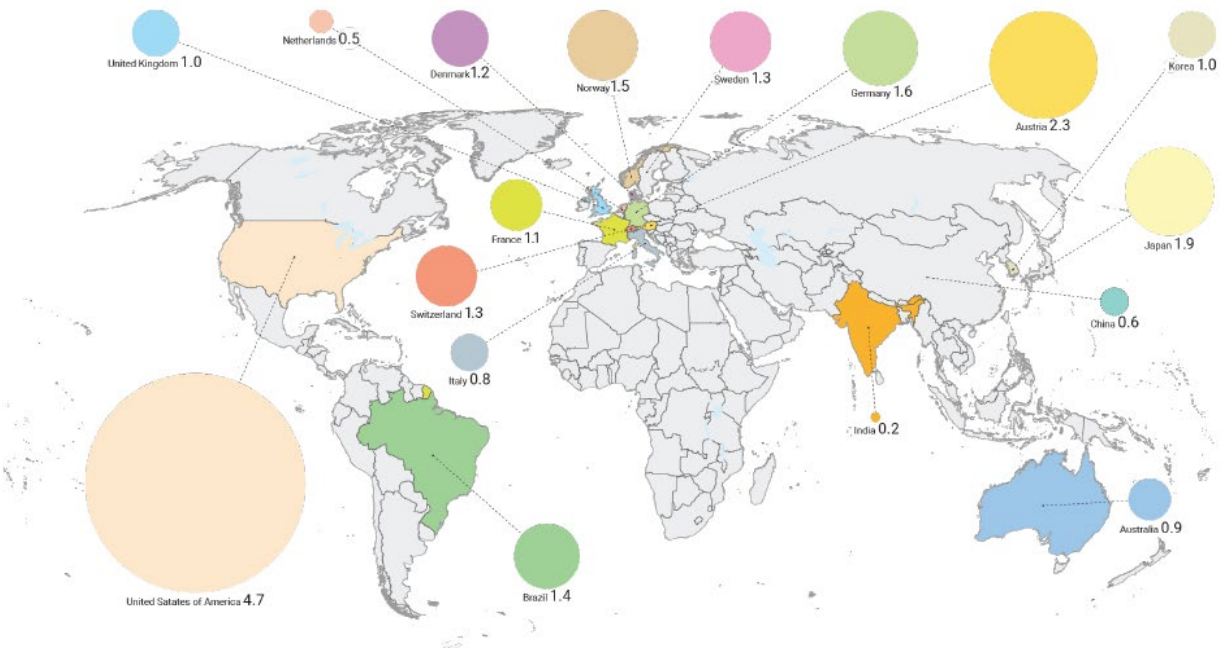 United Kingdom 1.0
Netherlands 0.5
Denmark 1.2
Norway 1.5
Sweden 1.3
Germany 1.6
Austria 2.3
Korea 1.0
France 1.1
Japan 1.9
Switzerland 1.3
China 0.6
Italy 0.8
India 0.2
Australia 0.9
United Satates of America 4.7
Brazil 1.4